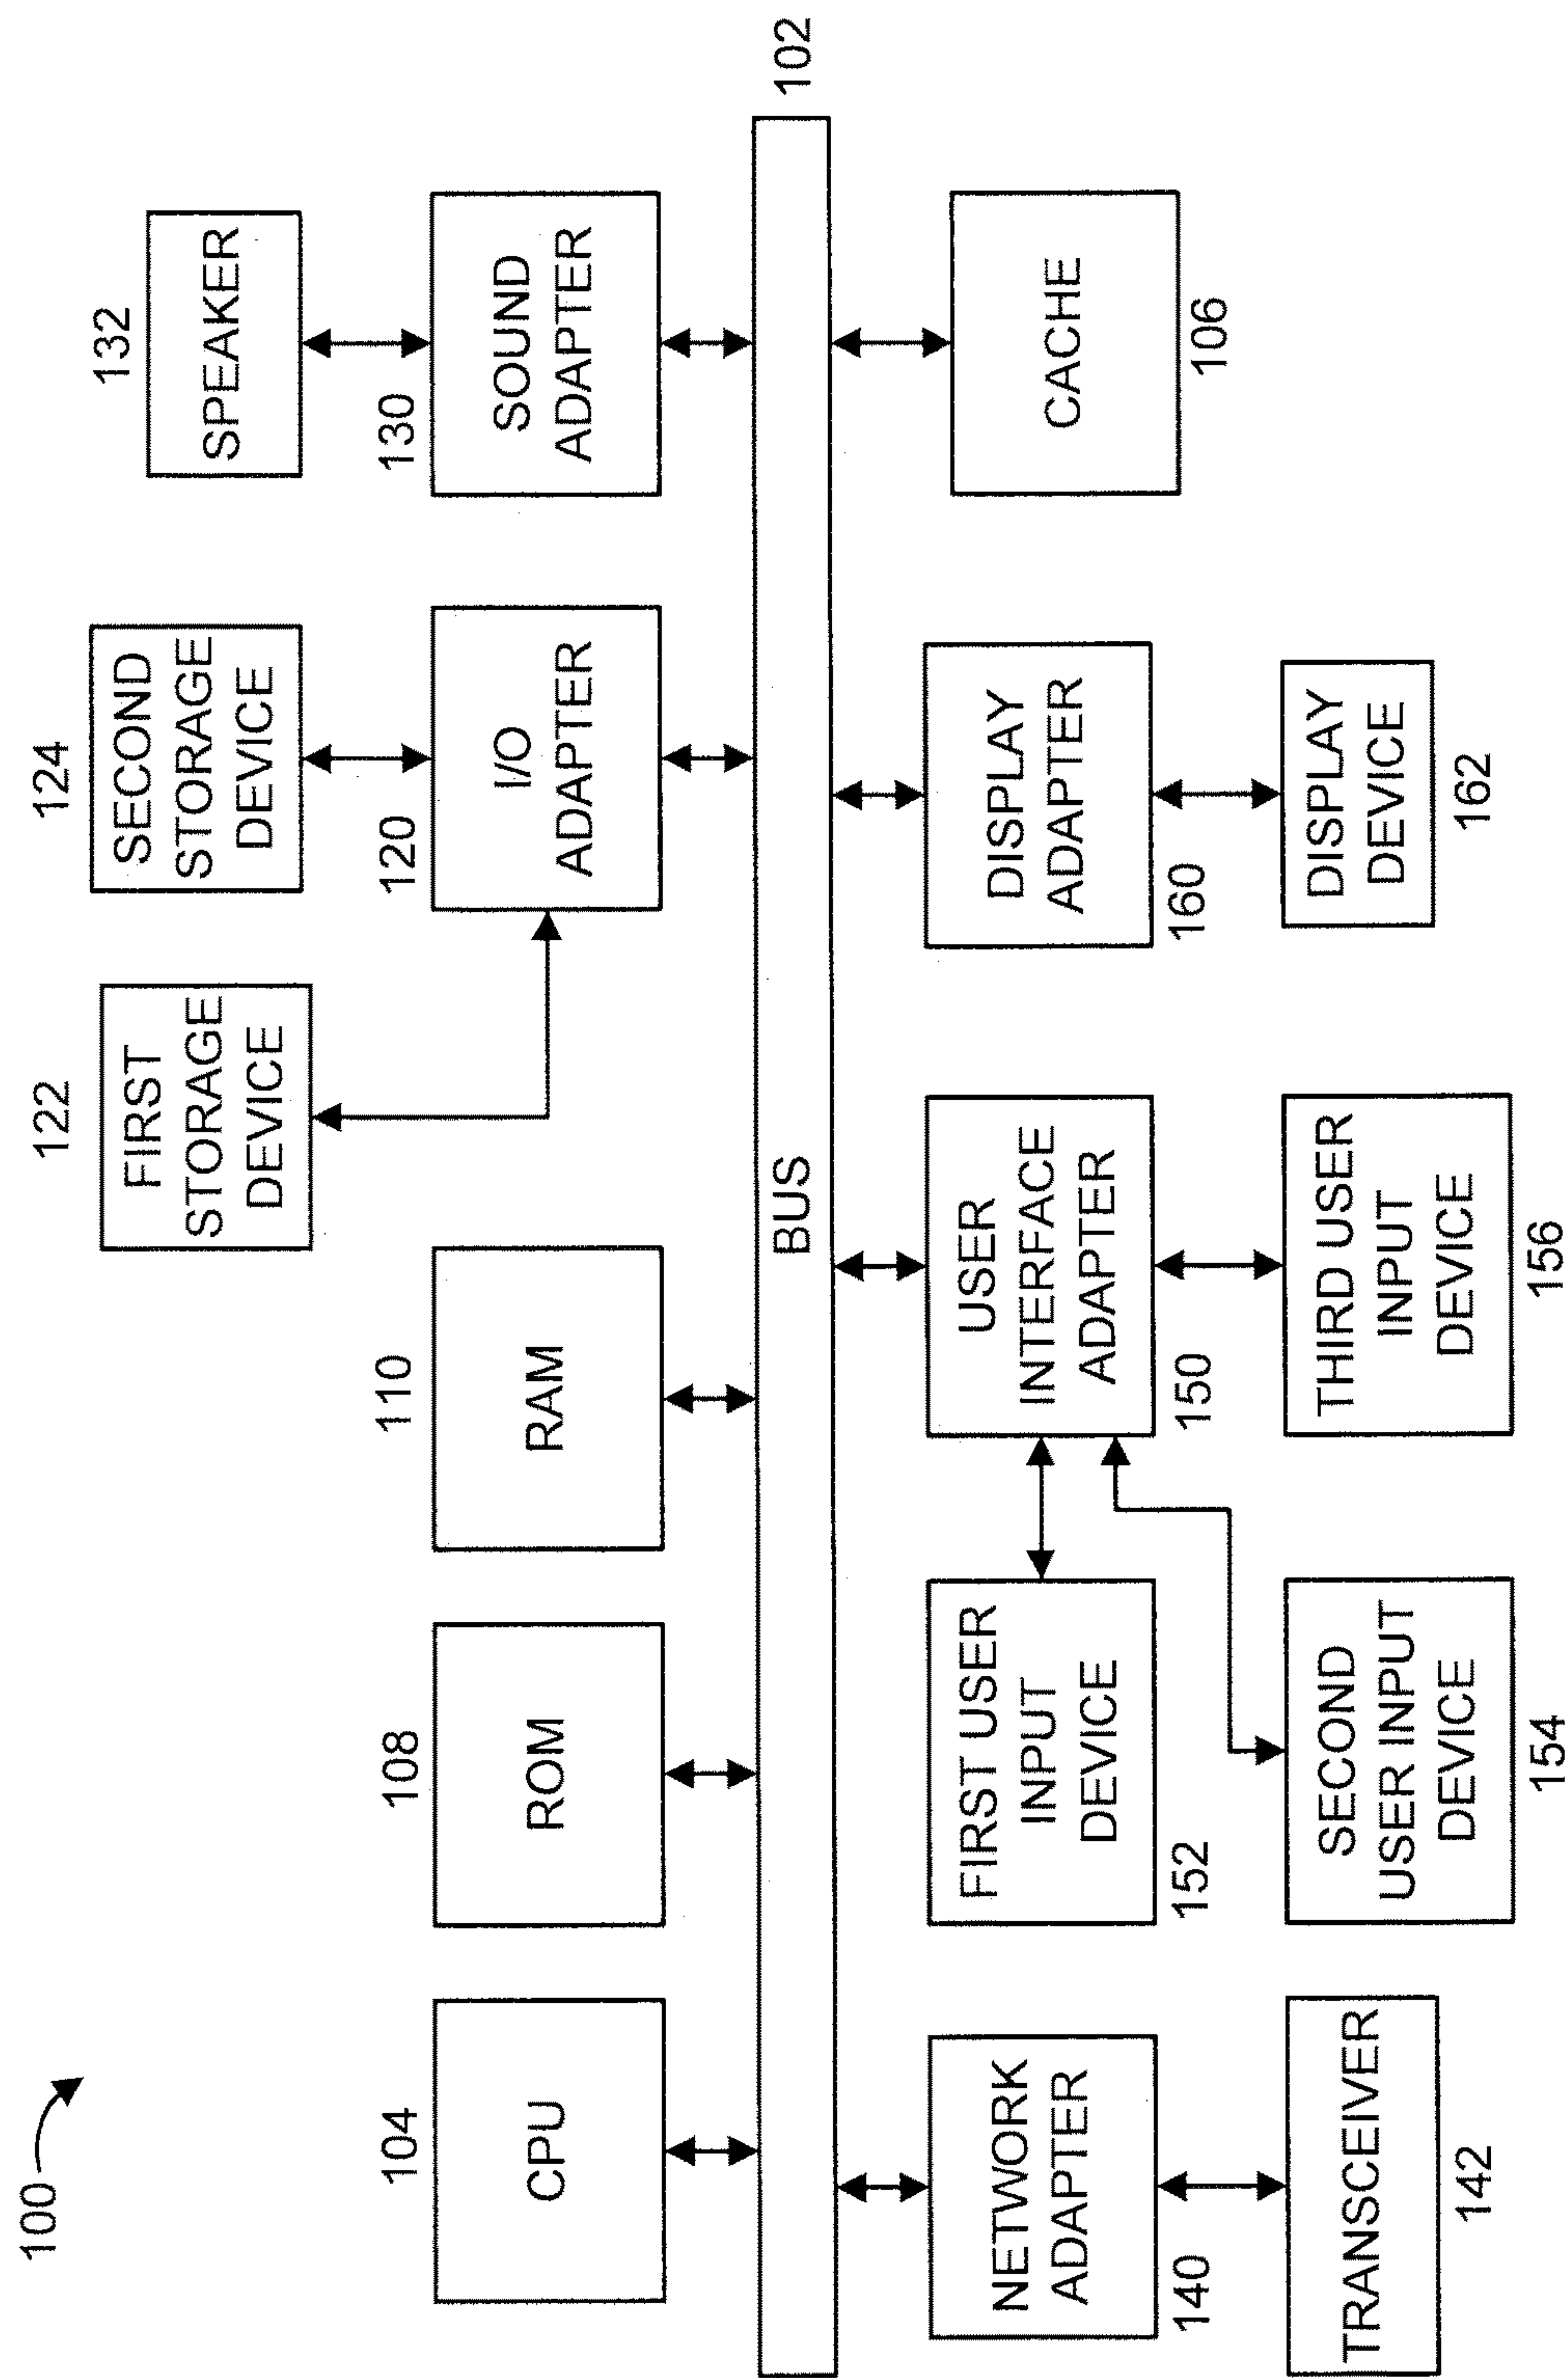 100
122
FIRST
STORAGE
DEVICE
124
SECOND
STORAGE
DEVICE
132
SPEAKER
104
CPU
108
ROM
110
RAM
120
I/O
ADAPTER
130
SOUND
ADAPTER
BUS
102
NETWORK
ADAPTER
140
FIRST USER
INPUT
DEVICE
152
USER
INTERFACE
ADAPTER
150
DISPLAY
ADAPTER
160
CACHE
106
TRANSCEIVER
142
SECOND
USER INPUT
DEVICE
154
THIRD USER
INPUT
DEVICE
156
DISPLAY
DEVICE
162